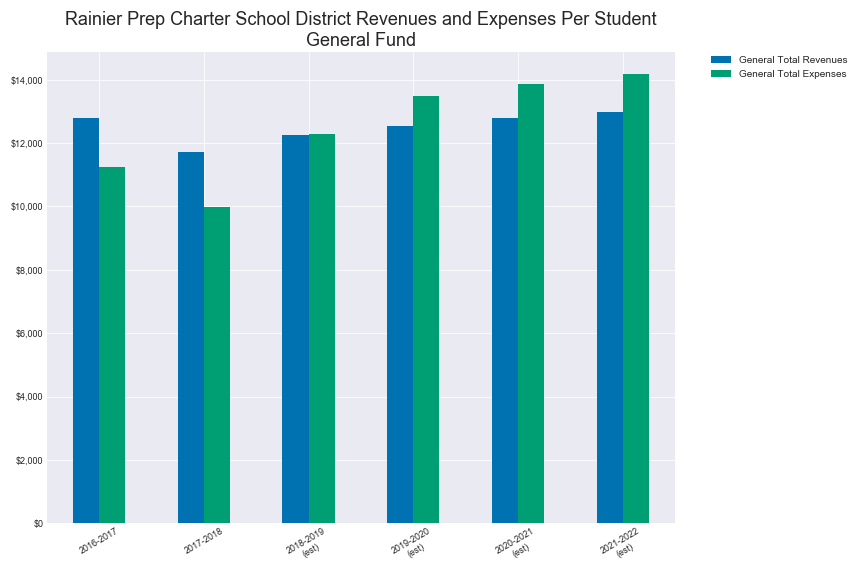 Rainier Prep Charter School District Revenues and Expenses Per Student
General Fund
General Total Revenues
General Total Expenses
$14,000
$12,000
$10,000
$8,000
$6,000
$4,000
$2,000
$0
2016-2017
2017-2018
2018-2019
(est)
2019-2020
(est)
2020-2021
(est)
2021-2022
(est)